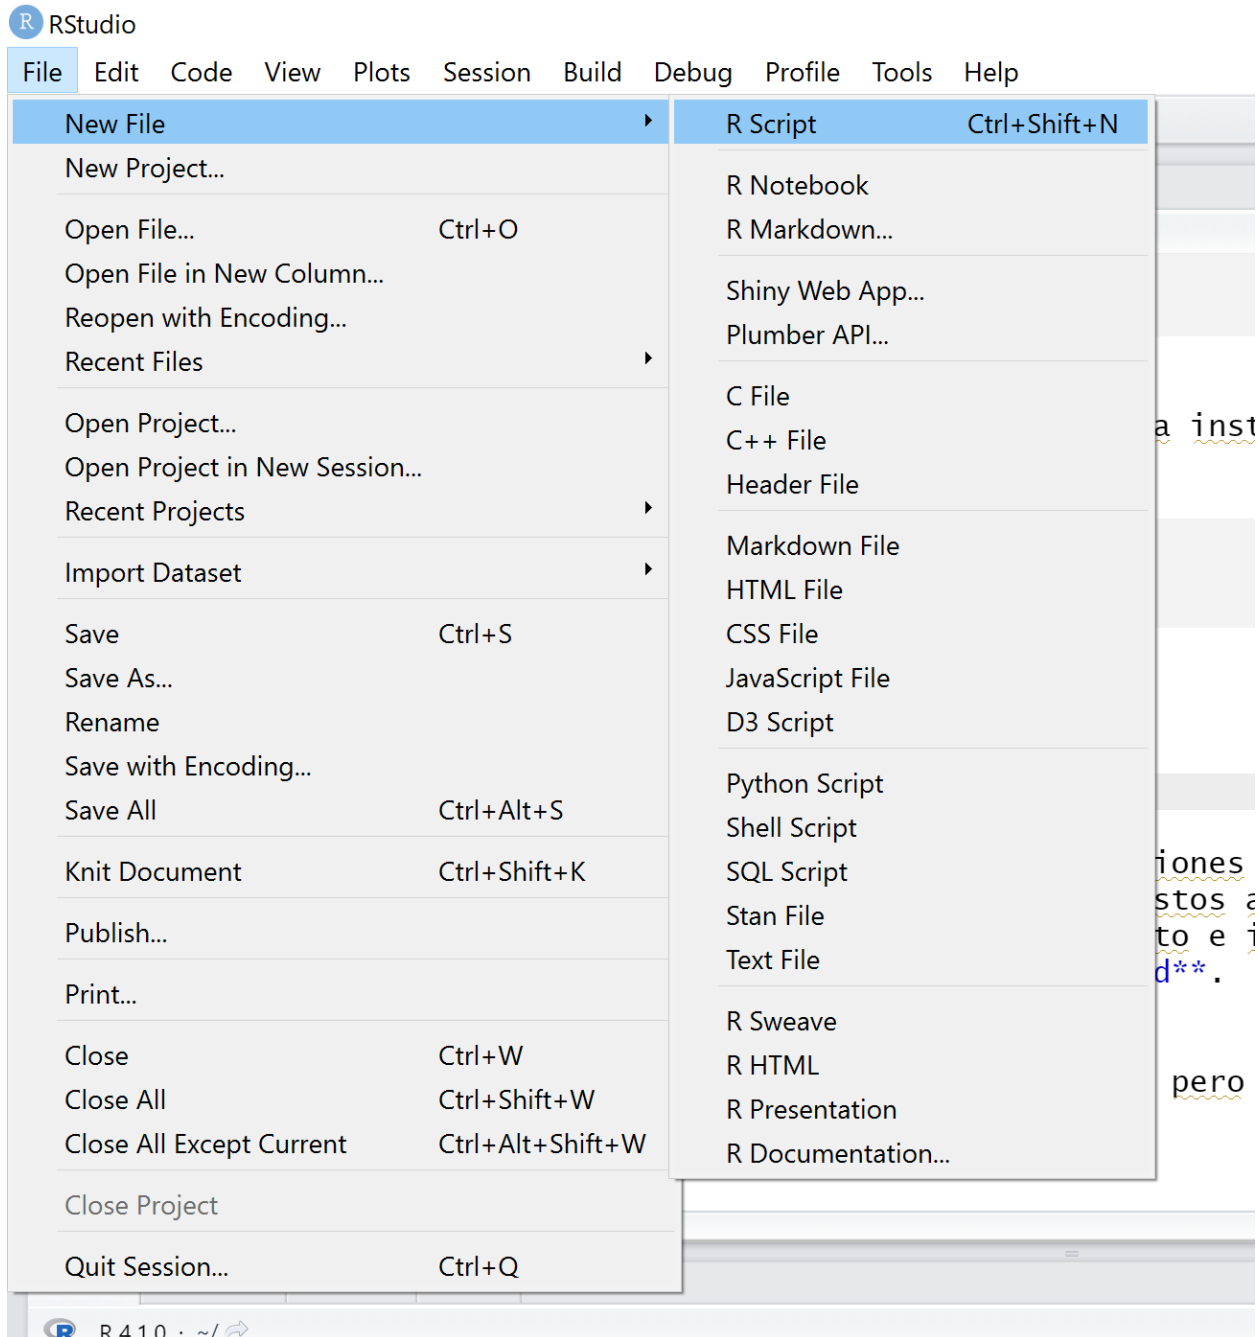 R RStudio
File Edit Code View Plots Session Build Debug Profile Tools Help
New File
New Project...
Open File... Ctrl+O
Open File in New Column...
Reopen with Encoding...
Recent Files
Open Project...
Open Project in New Session...
Recent Projects
Import Dataset
Save Ctrl+S
Save As...
Rename
Save with Encoding...
Save All Ctrl+Alt+S
Knit Document Ctrl+Shift+K
Publish...
Print...
Close Ctrl+W
Close All Ctrl+Shift+W
Close All Except Current Ctrl+Alt+Shift+W
Close Project
Quit Session... Ctrl+Q
R Script Ctrl+Shift+N
R Notebook
R Markdown...
Shiny Web App...
Plumber API...
C File
C++ File
Header File
Markdown File
HTML File
CSS File
JavaScript File
D3 Script
Python Script
Shell Script
SQL Script
Stan File
Text File
R Sweave
R HTML
R Presentation
R Documentation...
a inst
iones
stos a
to e i
d**.
pero
R R 4.1.0 · ~/